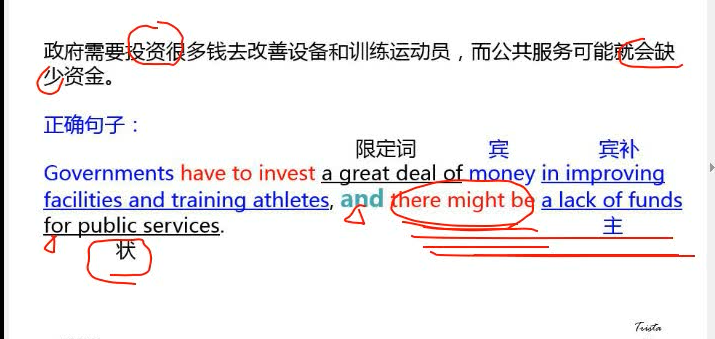 政府需要投资很多钱去改善设备和训练运动员，而公共服务可能就会缺
少资金。
正确句子：
限定词 宾 宾补
Governments have to invest a great deal of money in improving
facilities and training athletes, and there might be a lack of funds
主
for public services.
状
Trista